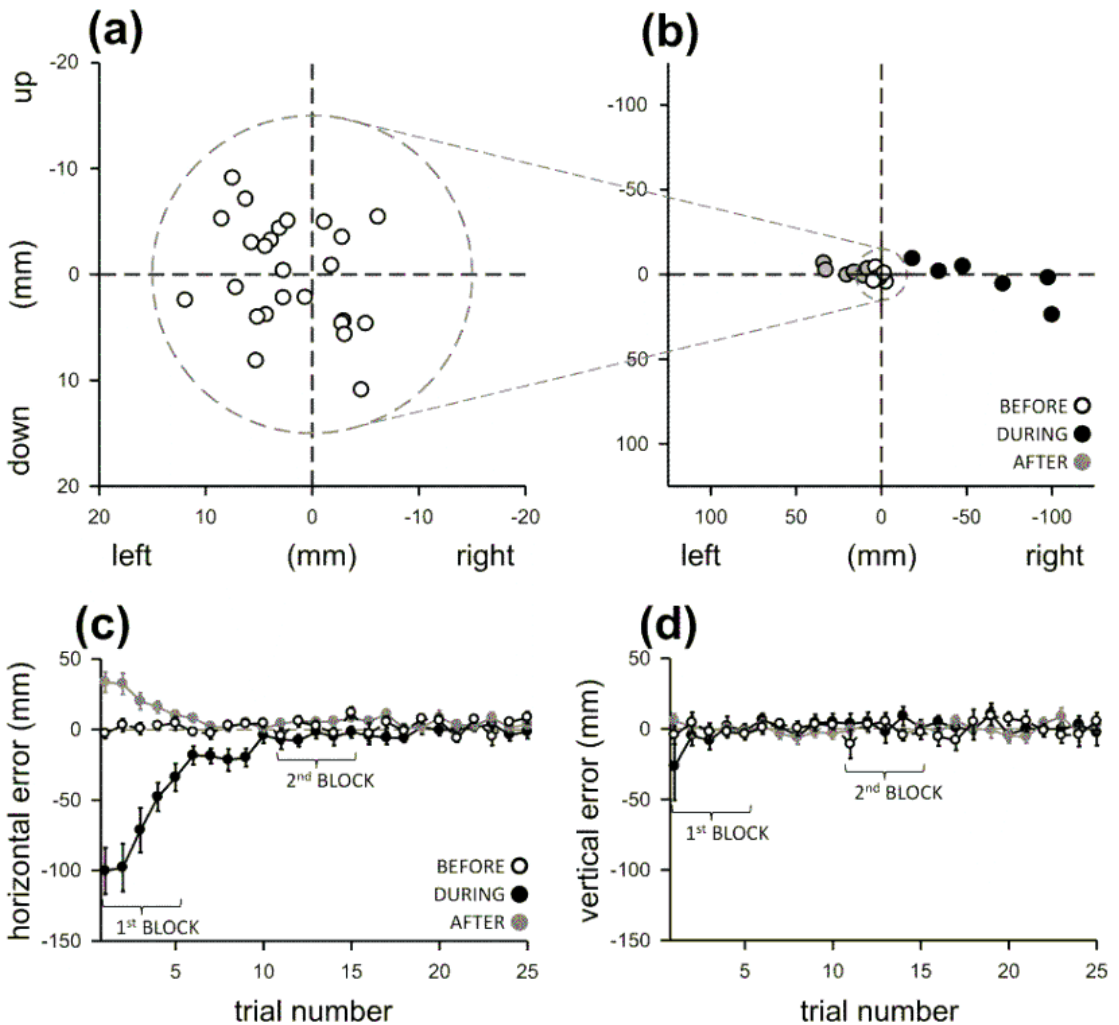 (a)
up
(mm)
down
-20
-10
0
10
20
20 10 0 -10 -20
left (mm) right
(b)
-100
-50
0
50
100
BEFORE
DURING
AFTER
100 50 0 -50 -100
left (mm) right
(c)
horizontal error (mm)
50
0
-50
-100
-150
2nd BLOCK
1st BLOCK
BEFORE
DURING
AFTER
5 10 15 20 25
trial number
(d)
vertical error (mm)
50
0
-50
-100
-150
2nd BLOCK
1st BLOCK
5 10 15 20 25
trial number